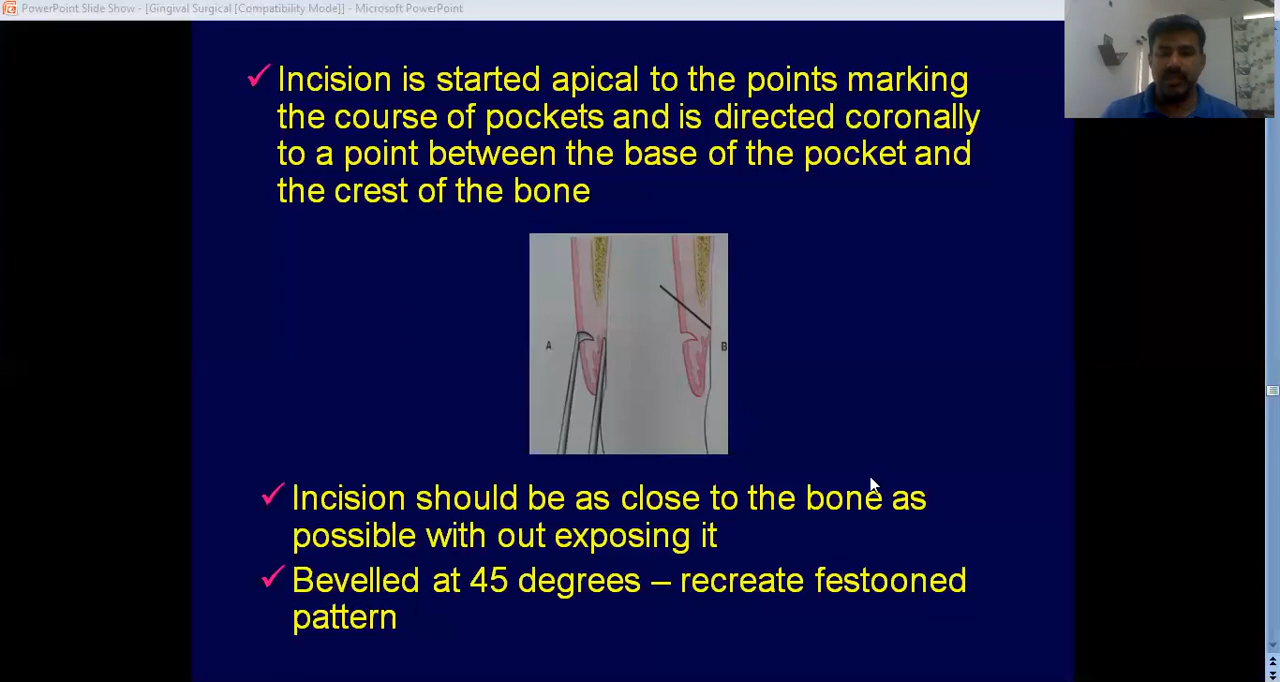 PowerPoint Slide Show - [Gingival Surgical [Compatibility Mode]] - Microsoft PowerPoint
Incision is started apical to the points marking
the course of pockets and is directed coronally
to a point between the base of the pocket and
the crest of the bone
A
B
Incision should be as close to the bone as
possible with out exposing it
Bevelled at 45 degrees – recreate festooned
pattern